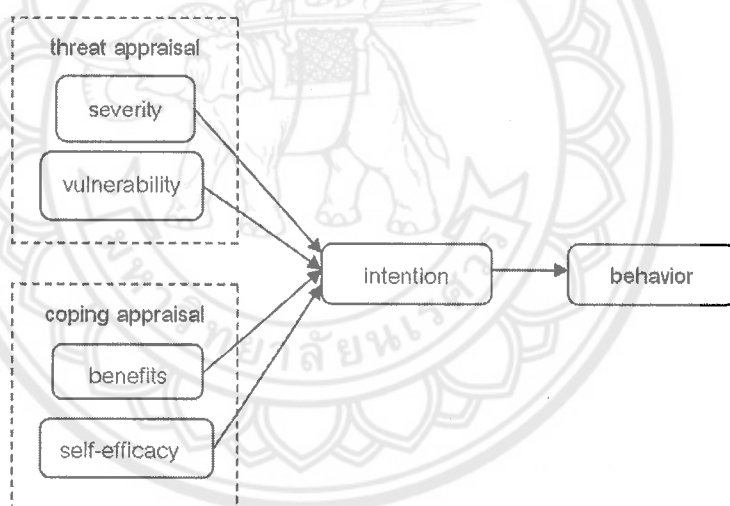 threat appraisal
severity
vulnerability
intention
behavior
coping appraisal
benefits
self-efficacy